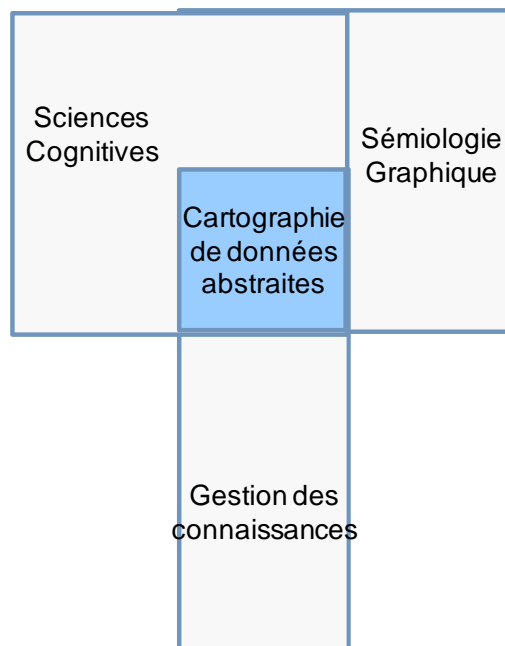 Sciences
Cognitives
Sémiologie
Graphique
Cartographie
de données
abstraites
Gestion des
connaissances